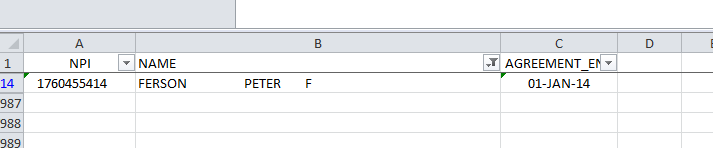 A B C D
1 NPI NAME AGREEMENT_EN
14 1760455414 FERSON PETER F 01-JAN-14
987
988
989